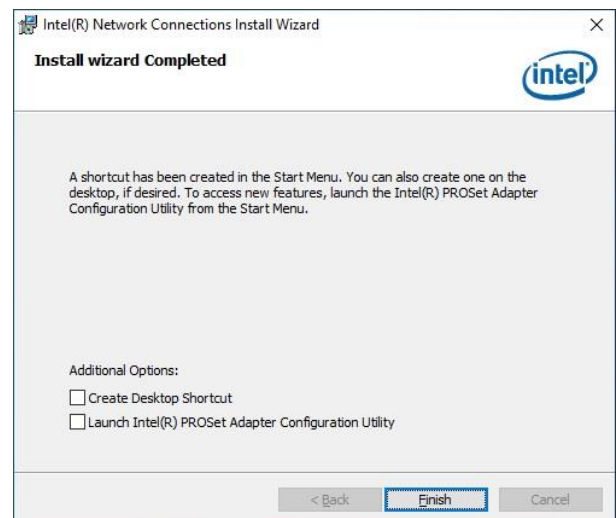 Intel(R) Network Connections Install Wizard
Install wizard Completed
intel
A shortcut has been created in the Start Menu. You can also create one on the
desktop, if desired. To access new features, launch the Intel(R) PROSet Adapter
Configuration Utility from the Start Menu.
Additional Options:
Create Desktop Shortcut
Launch Intel(R) PROSet Adapter Configuration Utility
< Back
Finish
Cancel